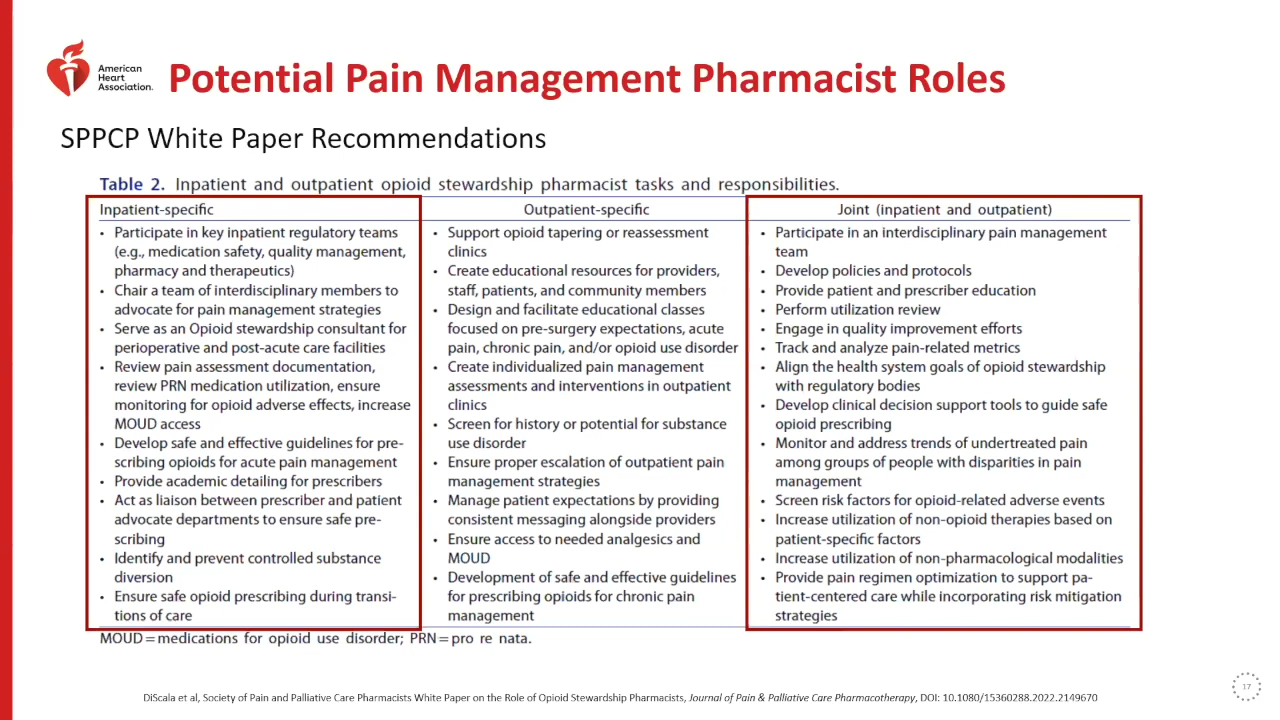 American
Heart
Association.
Potential Pain Management Pharmacist Roles
SPPCP White Paper Recommendations
Table 2. Inpatient and outpatient opioid stewardship pharmacist tasks and responsibilities.
Inpatient-specific
• Participate in key inpatient regulatory teams
(e.g., medication safety, quality management,
pharmacy and therapeutics)
• Chair a team of interdisciplinary members to
advocate for pain management strategies
• Serve as an Opioid stewardship consultant for
perioperative and post-acute care facilities
• Review pain assessment documentation,
review PRN medication utilization, ensure
monitoring for opioid adverse effects, increase
MOUD access
• Develop safe and effective guidelines for pre-
scribing opioids for acute pain management
• Provide academic detailing for prescribers
• Act as liaison between prescriber and patient
advocate departments to ensure safe pre-
scribing
• Identify and prevent controlled substance
diversion
• Ensure safe opioid prescribing during transi-
tions of care
Outpatient-specific
• Support opioid tapering or reassessment
clinics
• Create educational resources for providers,
staff, patients, and community members
• Design and facilitate educational classes
focused on pre-surgery expectations, acute
pain, chronic pain, and/or opioid use disorder
• Create individualized pain management
assessments and interventions in outpatient
clinics
• Screen for history or potential for substance
use disorder
• Ensure proper escalation of outpatient pain
management strategies
• Manage patient expectations by providing
consistent messaging alongside providers
• Ensure access to needed analgesics and
MOUD
• Development of safe and effective guidelines
for prescribing opioids for chronic pain
management
Joint (inpatient and outpatient)
• Participate in an interdisciplinary pain management
team
• Develop policies and protocols
• Provide patient and prescriber education
• Perform utilization review
• Engage in quality improvement efforts
• Track and analyze pain-related metrics
• Align the health system goals of opioid stewardship
with regulatory bodies
• Develop clinical decision support tools to guide safe
opioid prescribing
• Monitor and address trends of undertreated pain
among groups of people with disparities in pain
management
• Screen risk factors for opioid-related adverse events
• Increase utilization of non-opioid therapies based on
patient-specific factors
• Increase utilization of non-pharmacological modalities
• Provide pain regimen optimization to support pa-
tient-centered care while incorporating risk mitigation
strategies
MOUD = medications for opioid use disorder; PRN = pro re nata.
DiScala et al, Society of Pain and Palliative Care Pharmacists White Paper on the Role of Opioid Stewardship Pharmacists, Journal of Pain & Palliative Care Pharmacotherapy, DOI: 10.1080/15360288.2022.2149670
17